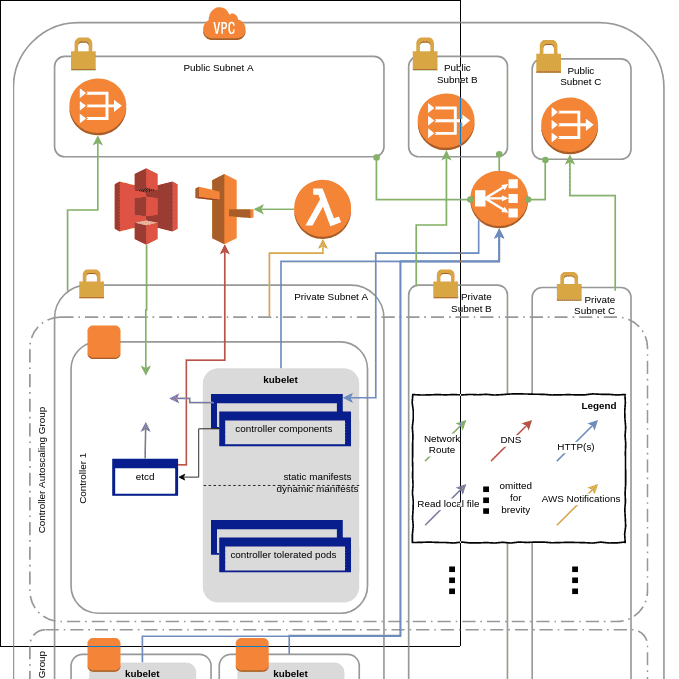 VPC
Public Subnet A
Public
Subnet B
Public
Subnet C
Private Subnet A
Private
Subnet B
Private
Subnet C
Controller Autoscaling Group
Controller 1
kubelet
controller components
etcd
static manifests
dynamic manifests
controller tolerated pods
Legend
Network
Route
DNS
HTTP(s)
Read local file
omitted
for
brevity
AWS Notifications
Group
kubelet
kubelet